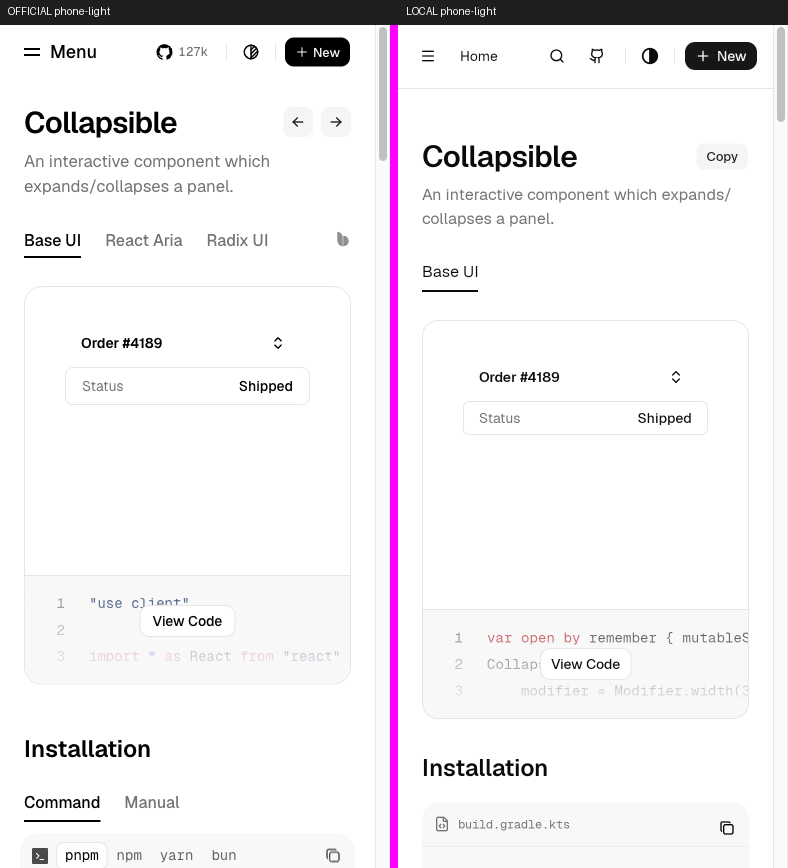 OFFICIAL phone-light
Menu
127k
New
Collapsible
An interactive component which
expands/collapses a panel.
Base UI
React Aria
Radix UI
Order #4189
Status
Shipped
1 "use client"
2
3 import * as React from "react"
View Code
Installation
Command
Manual
pnpm
npm
yarn
bun
LOCAL phone-light
Home
New
Collapsible
Copy
An interactive component which expands/
collapses a panel.
Base UI
Order #4189
Status
Shipped
1 var open by remember { mutableS
2
3 modifier = Modifier.width(3
View Code
Installation
build.gradle.kts